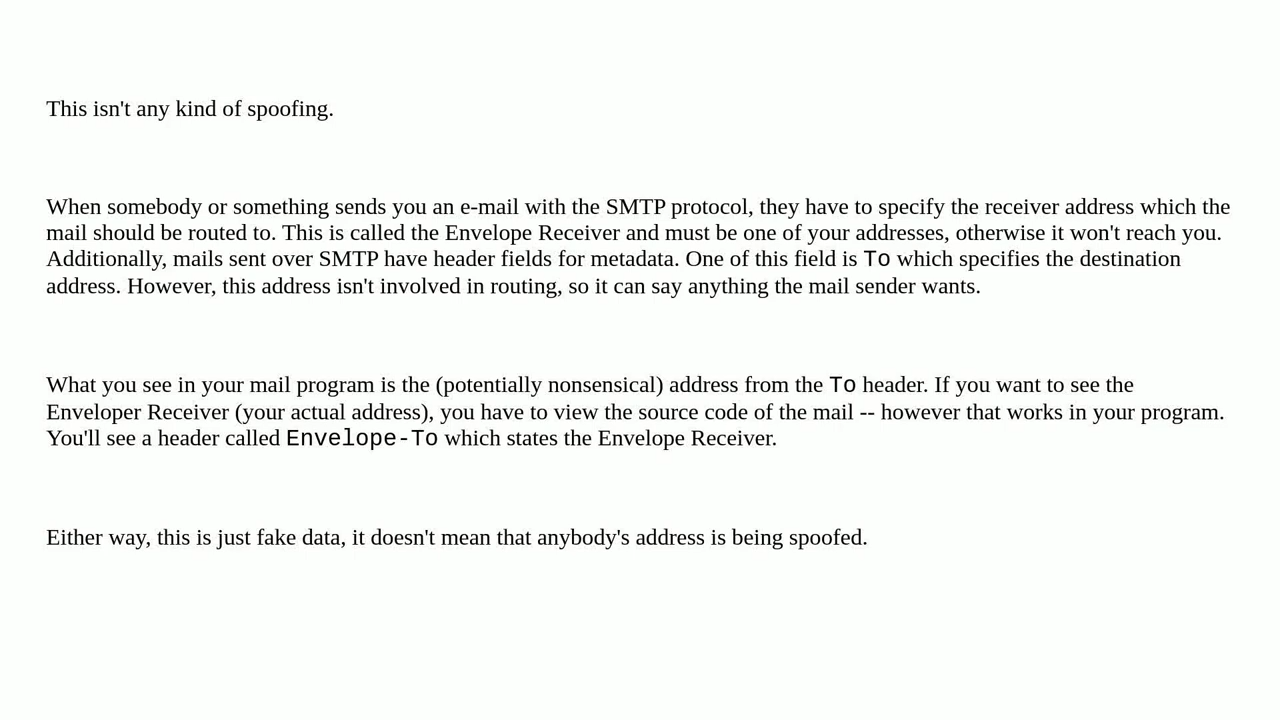 This isn't any kind of spoofing.
When somebody or something sends you an e-mail with the SMTP protocol, they have to specify the receiver address which the
mail should be routed to. This is called the Envelope Receiver and must be one of your addresses, otherwise it won't reach you.
Additionally, mails sent over SMTP have header fields for metadata. One of this field is To which specifies the destination
address. However, this address isn't involved in routing, so it can say anything the mail sender wants.
What you see in your mail program is the (potentially nonsensical) address from the To header. If you want to see the
Enveloper Receiver (your actual address), you have to view the source code of the mail -- however that works in your program.
You'll see a header called Envelope-To which states the Envelope Receiver.
Either way, this is just fake data, it doesn't mean that anybody's address is being spoofed.